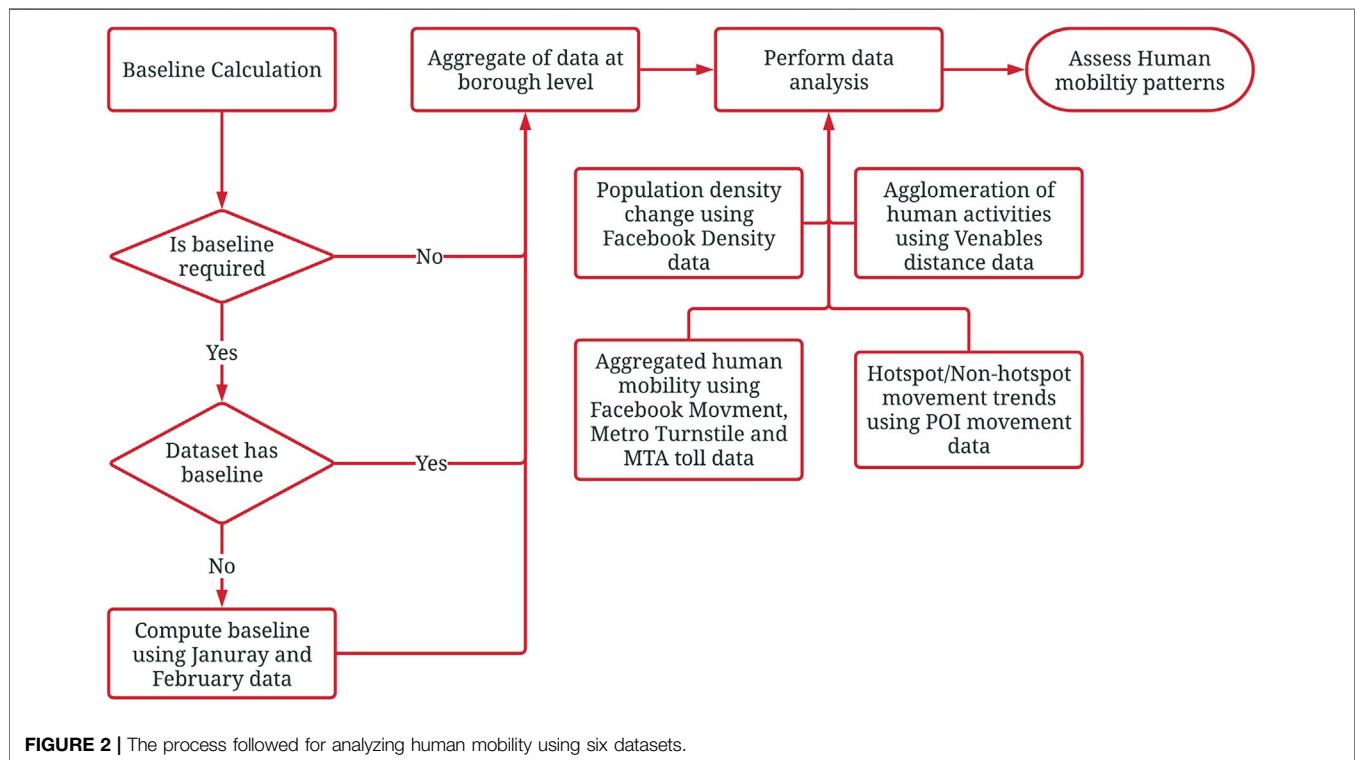 Baseline Calculation
Is baseline
required
No
Yes
Dataset has
baseline
Yes
No
Compute baseline
using Januray and
February data
Aggregate of data at
borough level
Perform data
analysis
Assess Human
mobiltiy patterns
Population density
change using
Facebook Density
data
Agglomeration of
human activities
using Venables
distance data
Aggregated human
mobility using
Facebook Movment,
Metro Turnstile and
MTA toll data
Hotspot/Non-hotspot
movement trends
using POI movement
data
FIGURE 2 | The process followed for analyzing human mobility using six datasets.